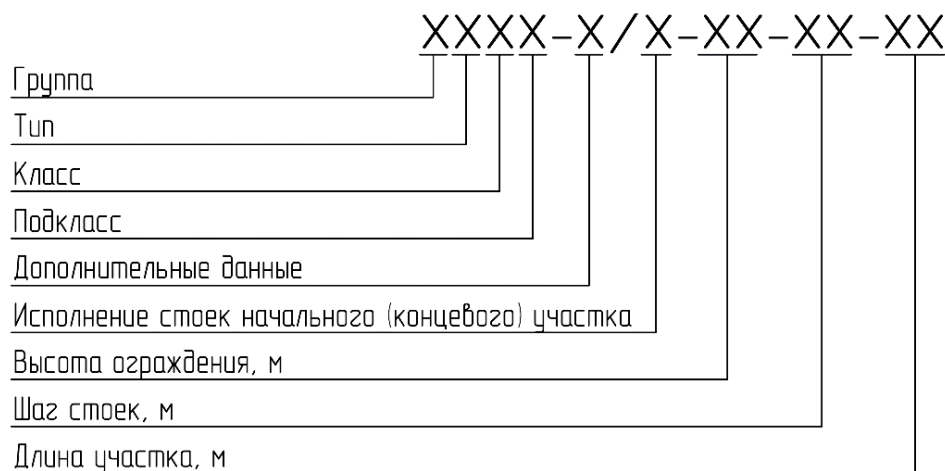 XXXX-X/X-XX-XX-XX
Группа
Тип
Класс
Подкласс
Дополнительные данные
Исполнение стоек начального (концевого) участка
Высота ограждения, м
Шаг стоек, м
Длина участка, м